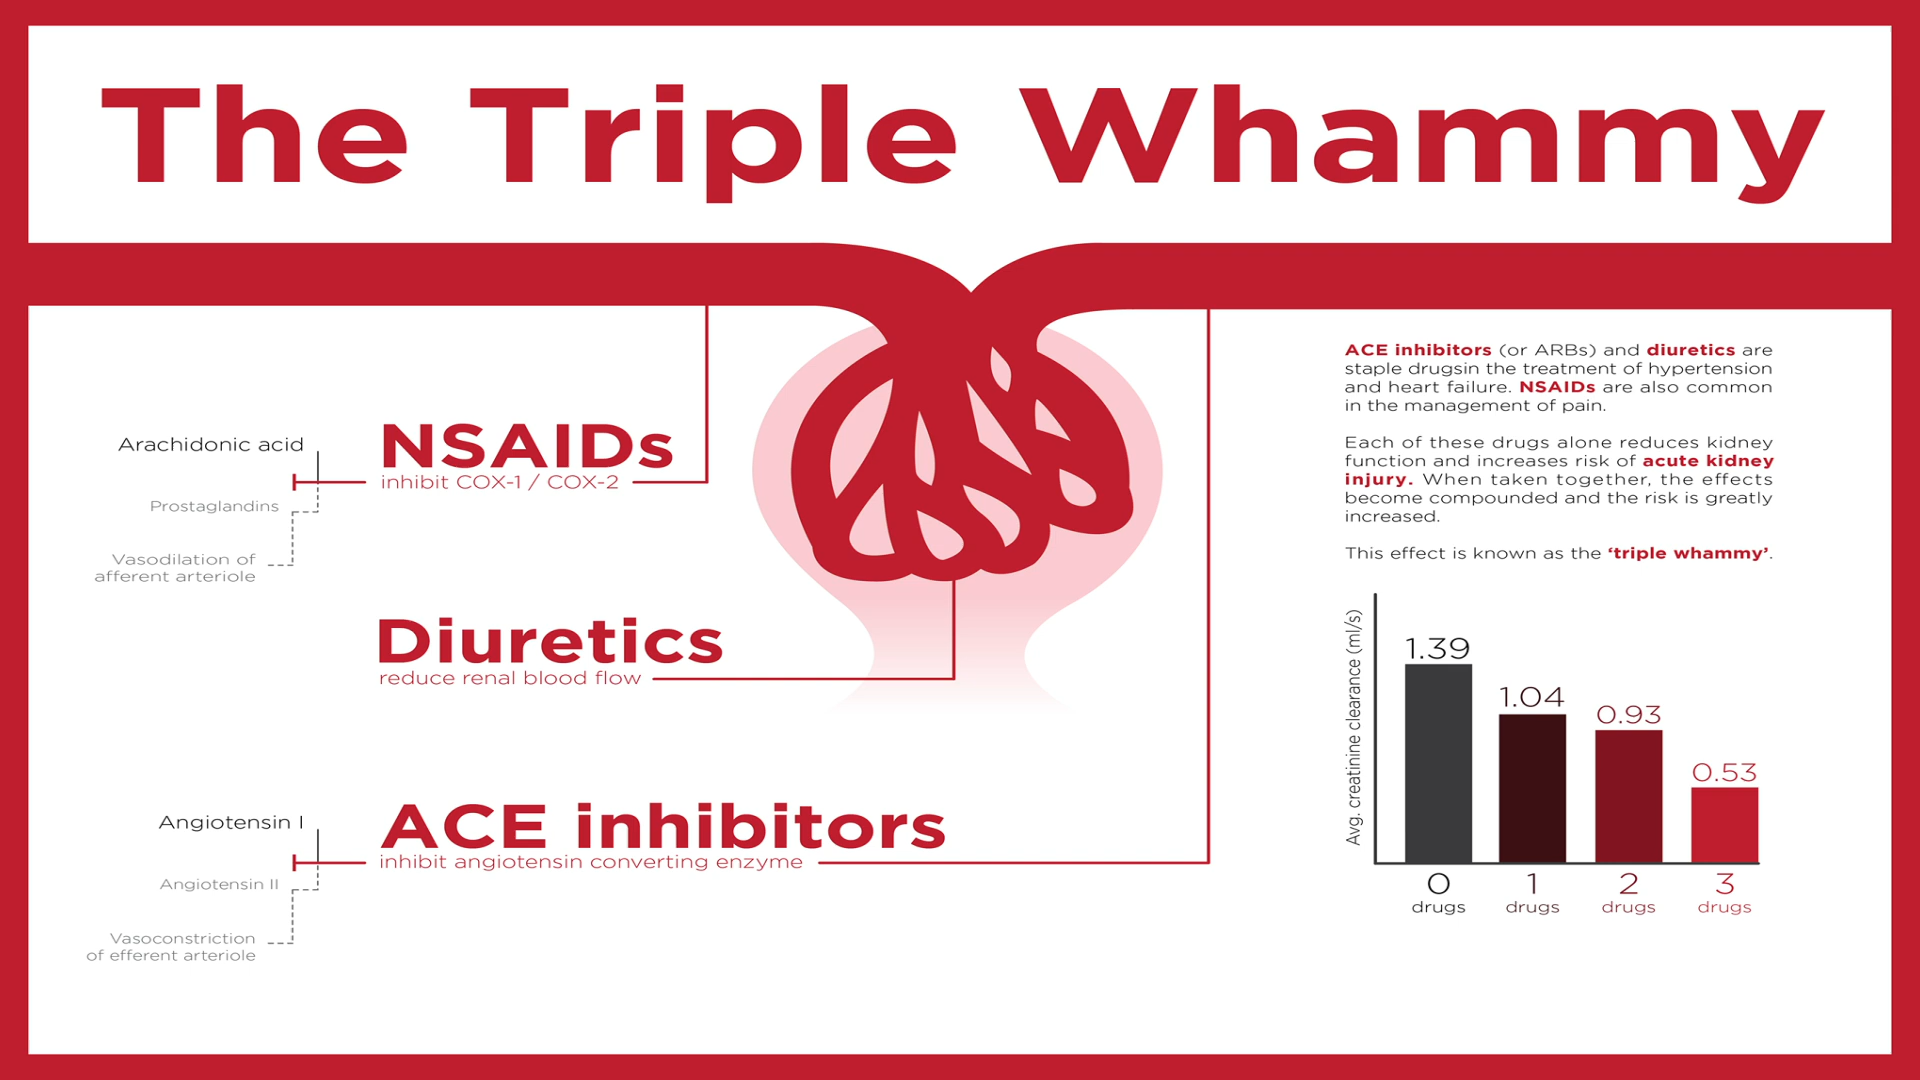 The Triple Whammy
Arachidonic acid
Prostaglandins
Vasodilation of
afferent arteriole
NSAIDs
inhibit COX-1 / COX-2
Diuretics
reduce renal blood flow
Angiotensin I
Angiotensin II
Vasoconstriction
of efferent arteriole
ACE inhibitors
inhibit angiotensin converting enzyme
ACE inhibitors (or ARBs) and diuretics are
staple drugsin the treatment of hypertension
and heart failure. NSAIDs are also common
in the management of pain.
Each of these drugs alone reduces kidney
function and increases risk of acute kidney
injury. When taken together, the effects
become compounded and the risk is greatly
increased.
This effect is known as the ‘triple whammy’.
Avg. creatinine clearance (ml/s)
1.39
1.04
0.93
0.53
0 1 2 3
drugs drugs drugs drugs